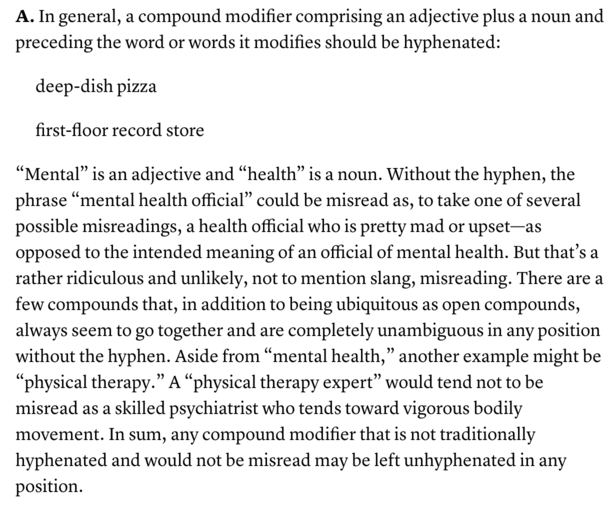 A. In general, a compound modifier comprising an adjective plus a noun and
preceding the word or words it modifies should be hyphenated:
deep-dish pizza
first-floor record store
“Mental” is an adjective and “health” is a noun. Without the hyphen, the
phrase “mental health official” could be misread as, to take one of several
possible misreadings, a health official who is pretty mad or upset—as
opposed to the intended meaning of an official of mental health. But that’s a
rather ridiculous and unlikely, not to mention slang, misreading. There are a
few compounds that, in addition to being ubiquitous as open compounds,
always seem to go together and are completely unambiguous in any position
without the hyphen. Aside from “mental health,” another example might be
“physical therapy.” A “physical therapy expert” would tend not to be
misread as a skilled psychiatrist who tends toward vigorous bodily
movement. In sum, any compound modifier that is not traditionally
hyphenated and would not be misread may be left unhyphenated in any
position.